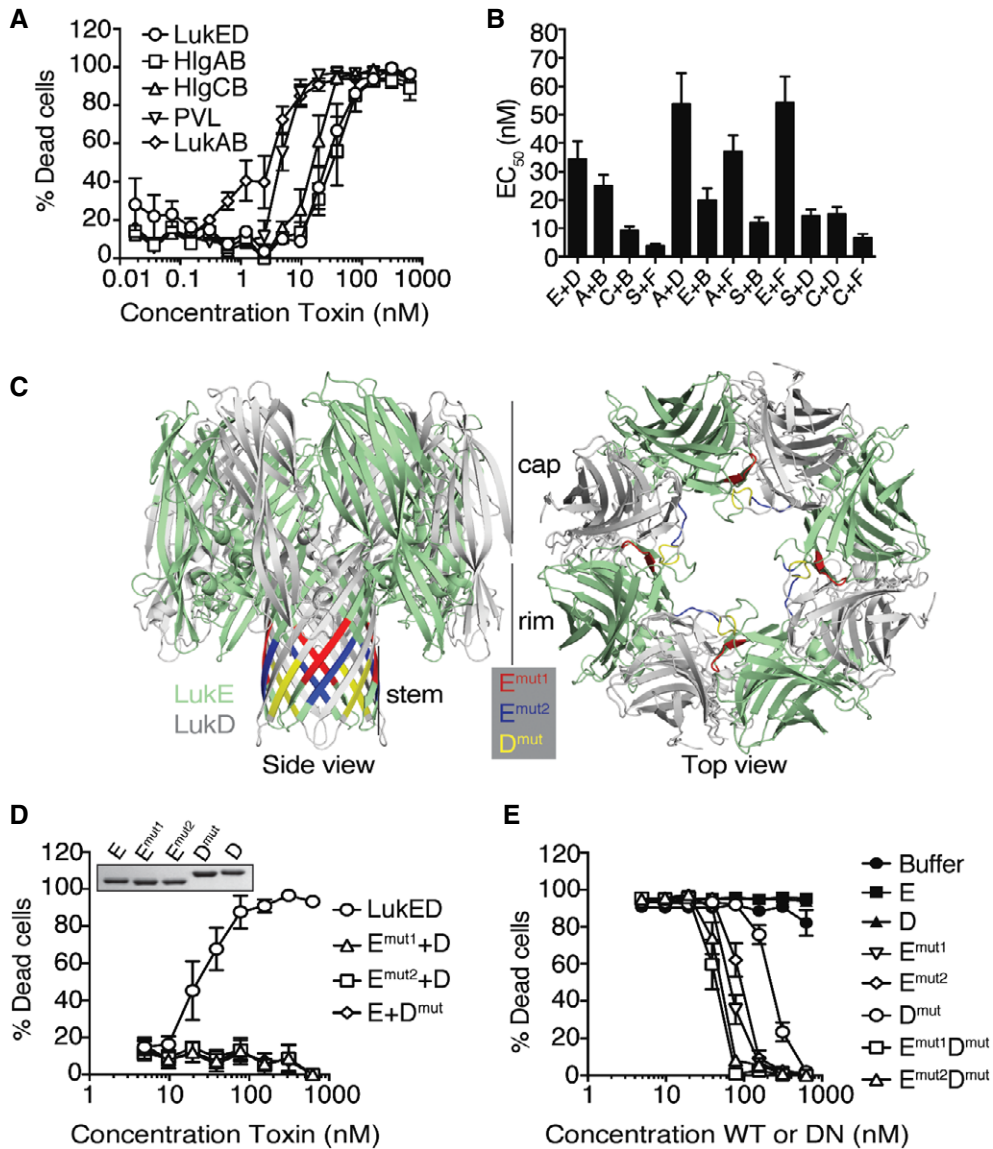 A
120
100
80
60
40
20
0
% Dead cells
LukED
HlgAB
HlgCB
PVL
LukAB
0.01
0.1
1
10
100
1000
Concentration Toxin (nM)
B
80
70
60
50
40
30
20
10
0
EC50 (nM)
E+D
A+B
C+B
S+F
A+D
E+B
A+F
S+B
E+F
S+D
C+D
C+F
C
cap
rim
stem
LukE
LukD
Side view
Emut1
Emut2
Dmut
Top view
D
E
Emut1
Emut2
Dmut
D
120
100
80
60
40
20
0
% Dead cells
LukED
Emut1+D
Emut2+D
E+Dmut
1
10
100
1000
Concentration Toxin (nM)
E
120
100
80
60
40
20
0
% Dead cells
Buffer
E
D
Emut1
Emut2
Dmut
Emut1Dmut
Emut2Dmut
1
10
100
1000
Concentration WT or DN (nM)